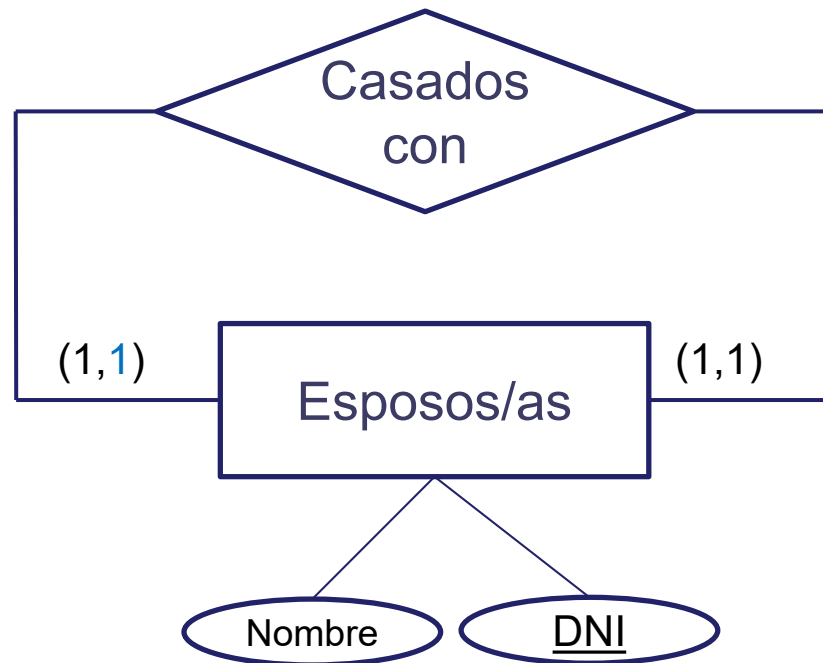 Casados
con
(1,1)
Esposos/as
(1,1)
Nombre
DNI